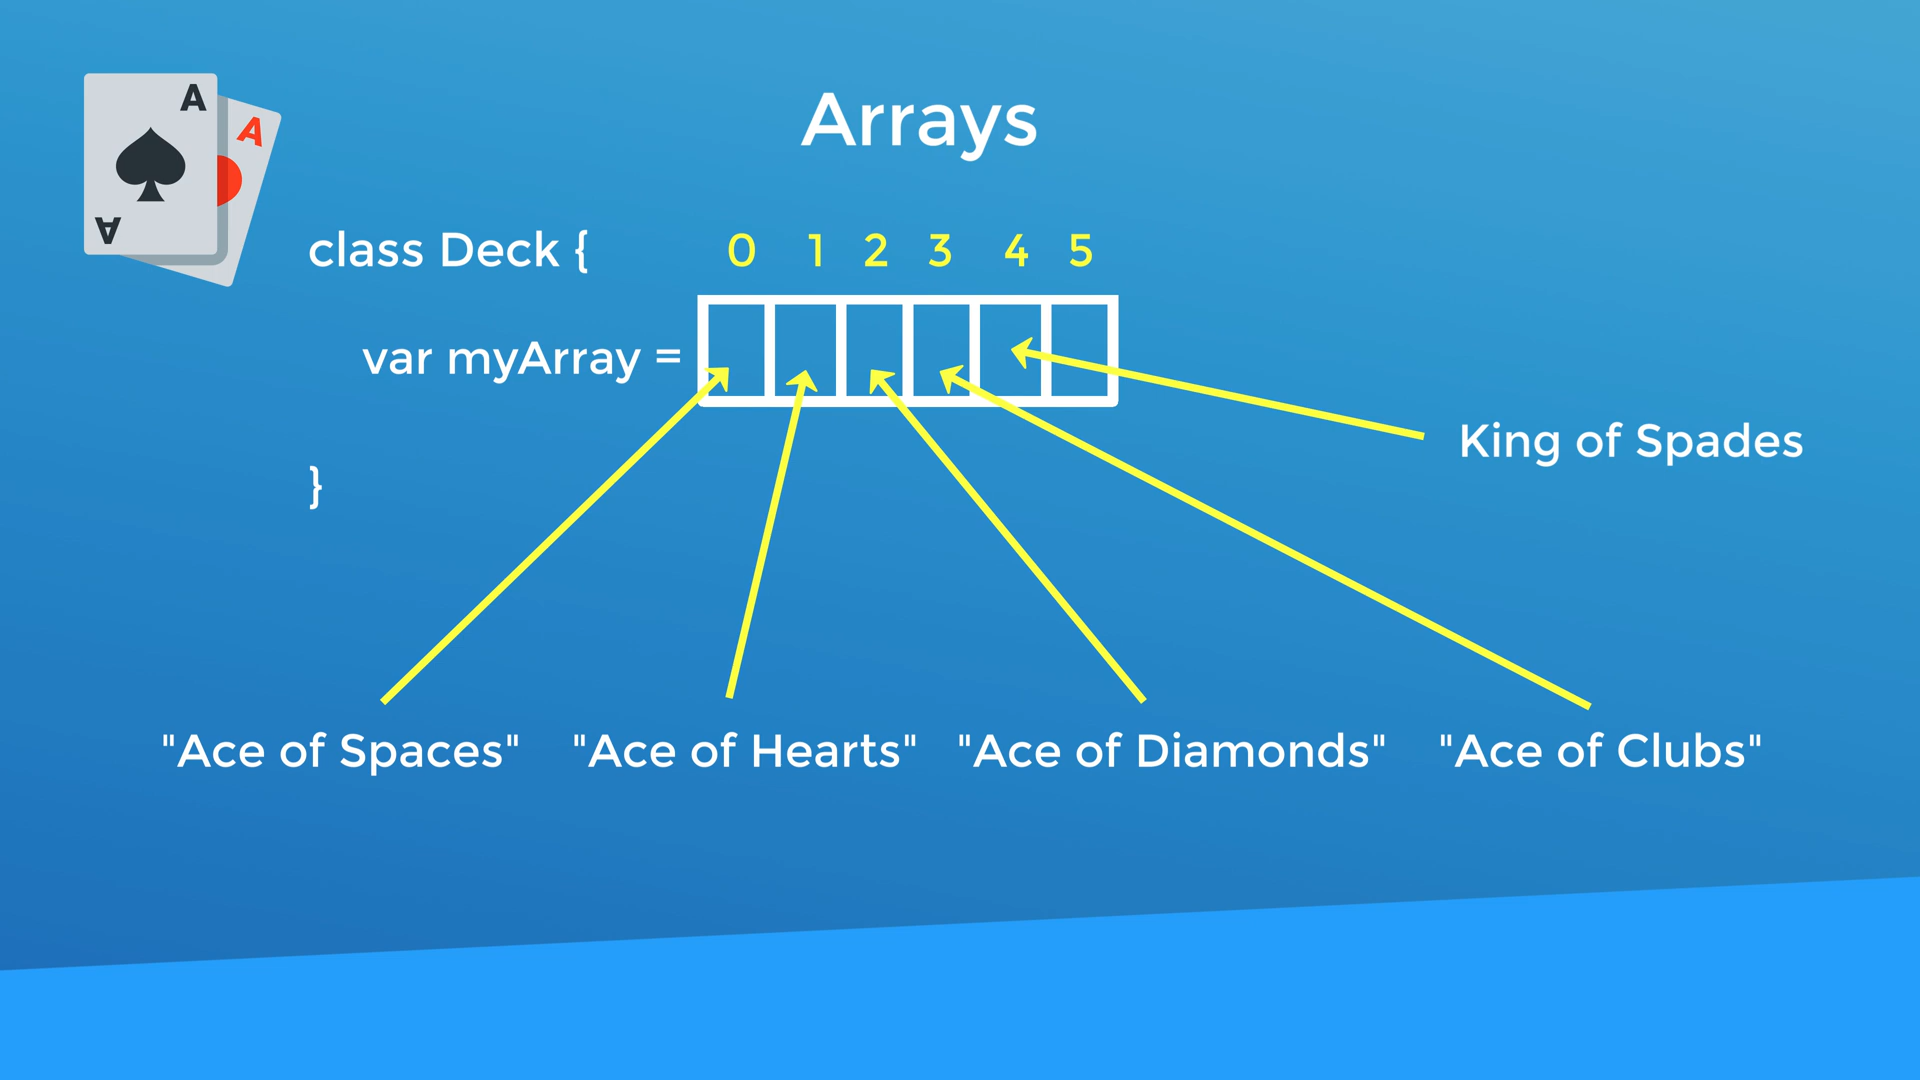 A
A
A
Arrays
class Deck {
0 1 2 3 4 5
var myArray =
King of Spades
}
"Ace of Spaces" "Ace of Hearts" "Ace of Diamonds" "Ace of Clubs"